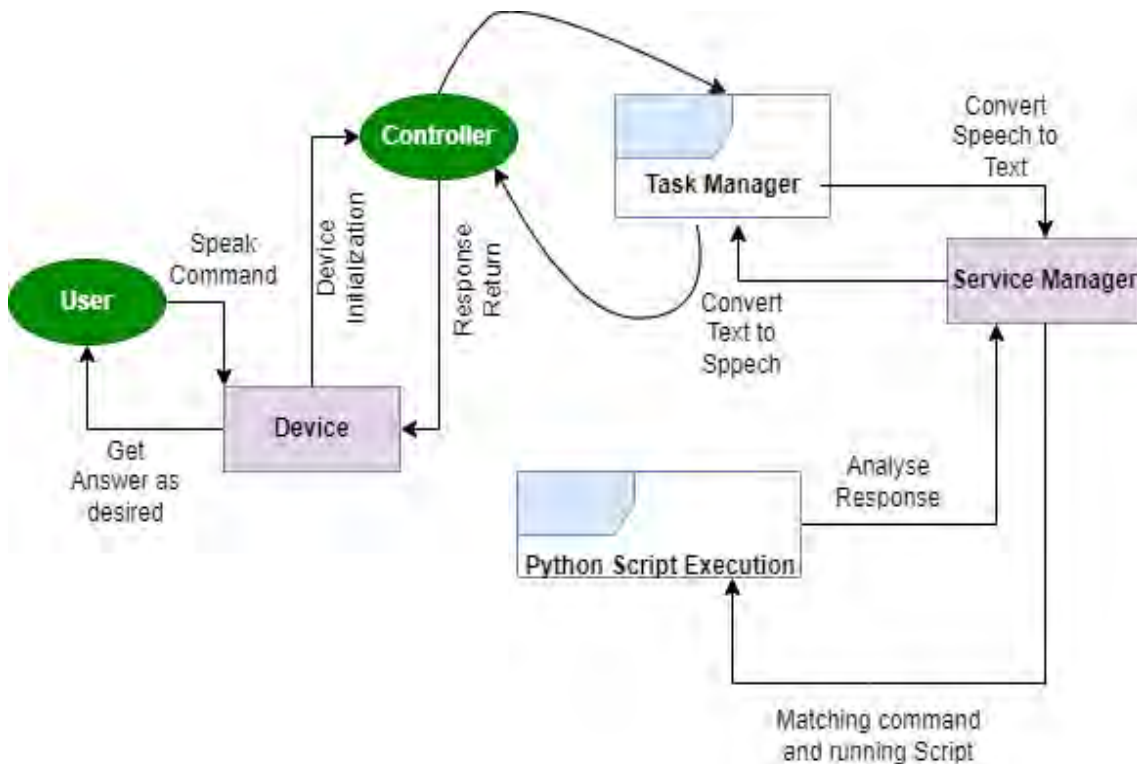 Controller
Convert
Speech to
Text
Task Manager
Device
Initialization
Response
Return
Speak
Command
User
Service Manager
Convert
Text to
Sppech
Device
Get
Answer as
desired
Analyse
Response
Python Script Execution
Matching command
and running Script